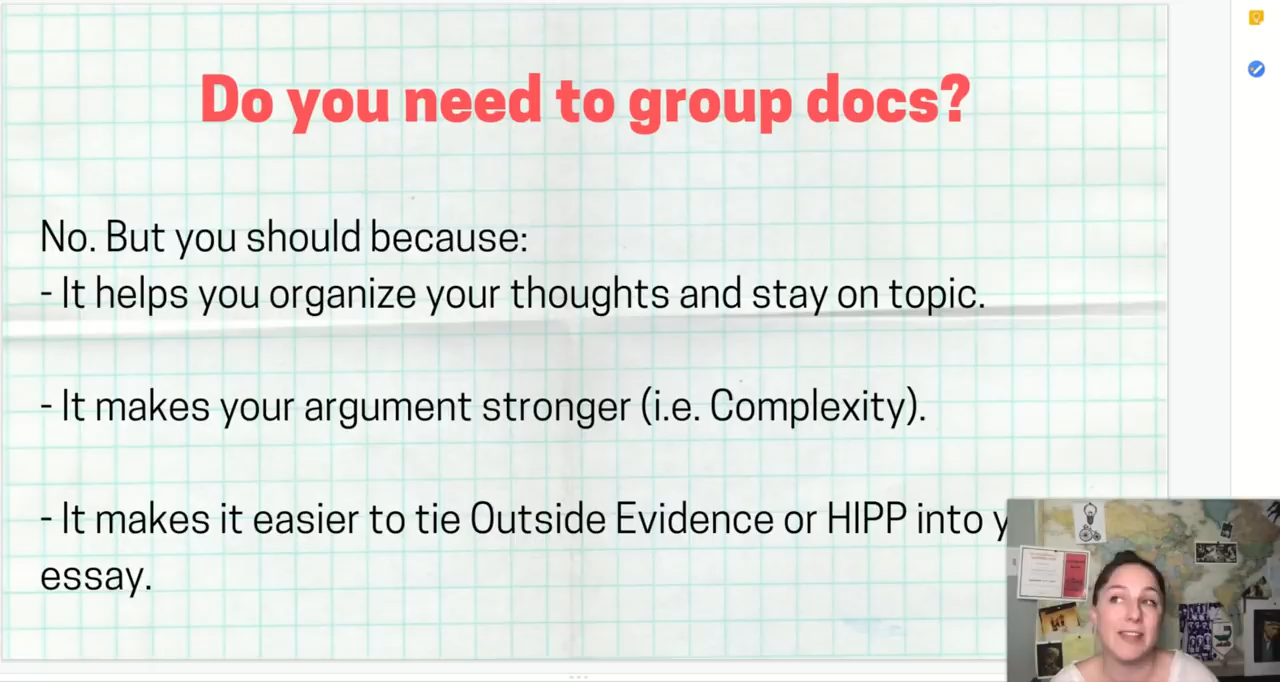 Do you need to group docs?
No. But you should because:
- It helps you organize your thoughts and stay on topic.
- It makes your argument stronger (i.e. Complexity).
- It makes it easier to tie Outside Evidence or HIPP into
essay.